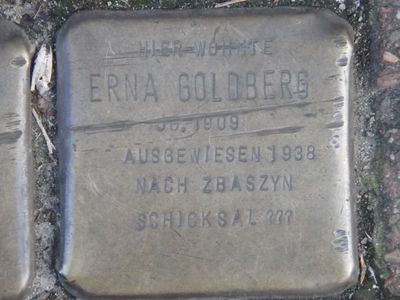 HIER WOHNTE
ERNA GOLDBERG
JG. 1909
AUSGEWIESEN 1938
NACH ZBASZYN
SCHICKSAL ???